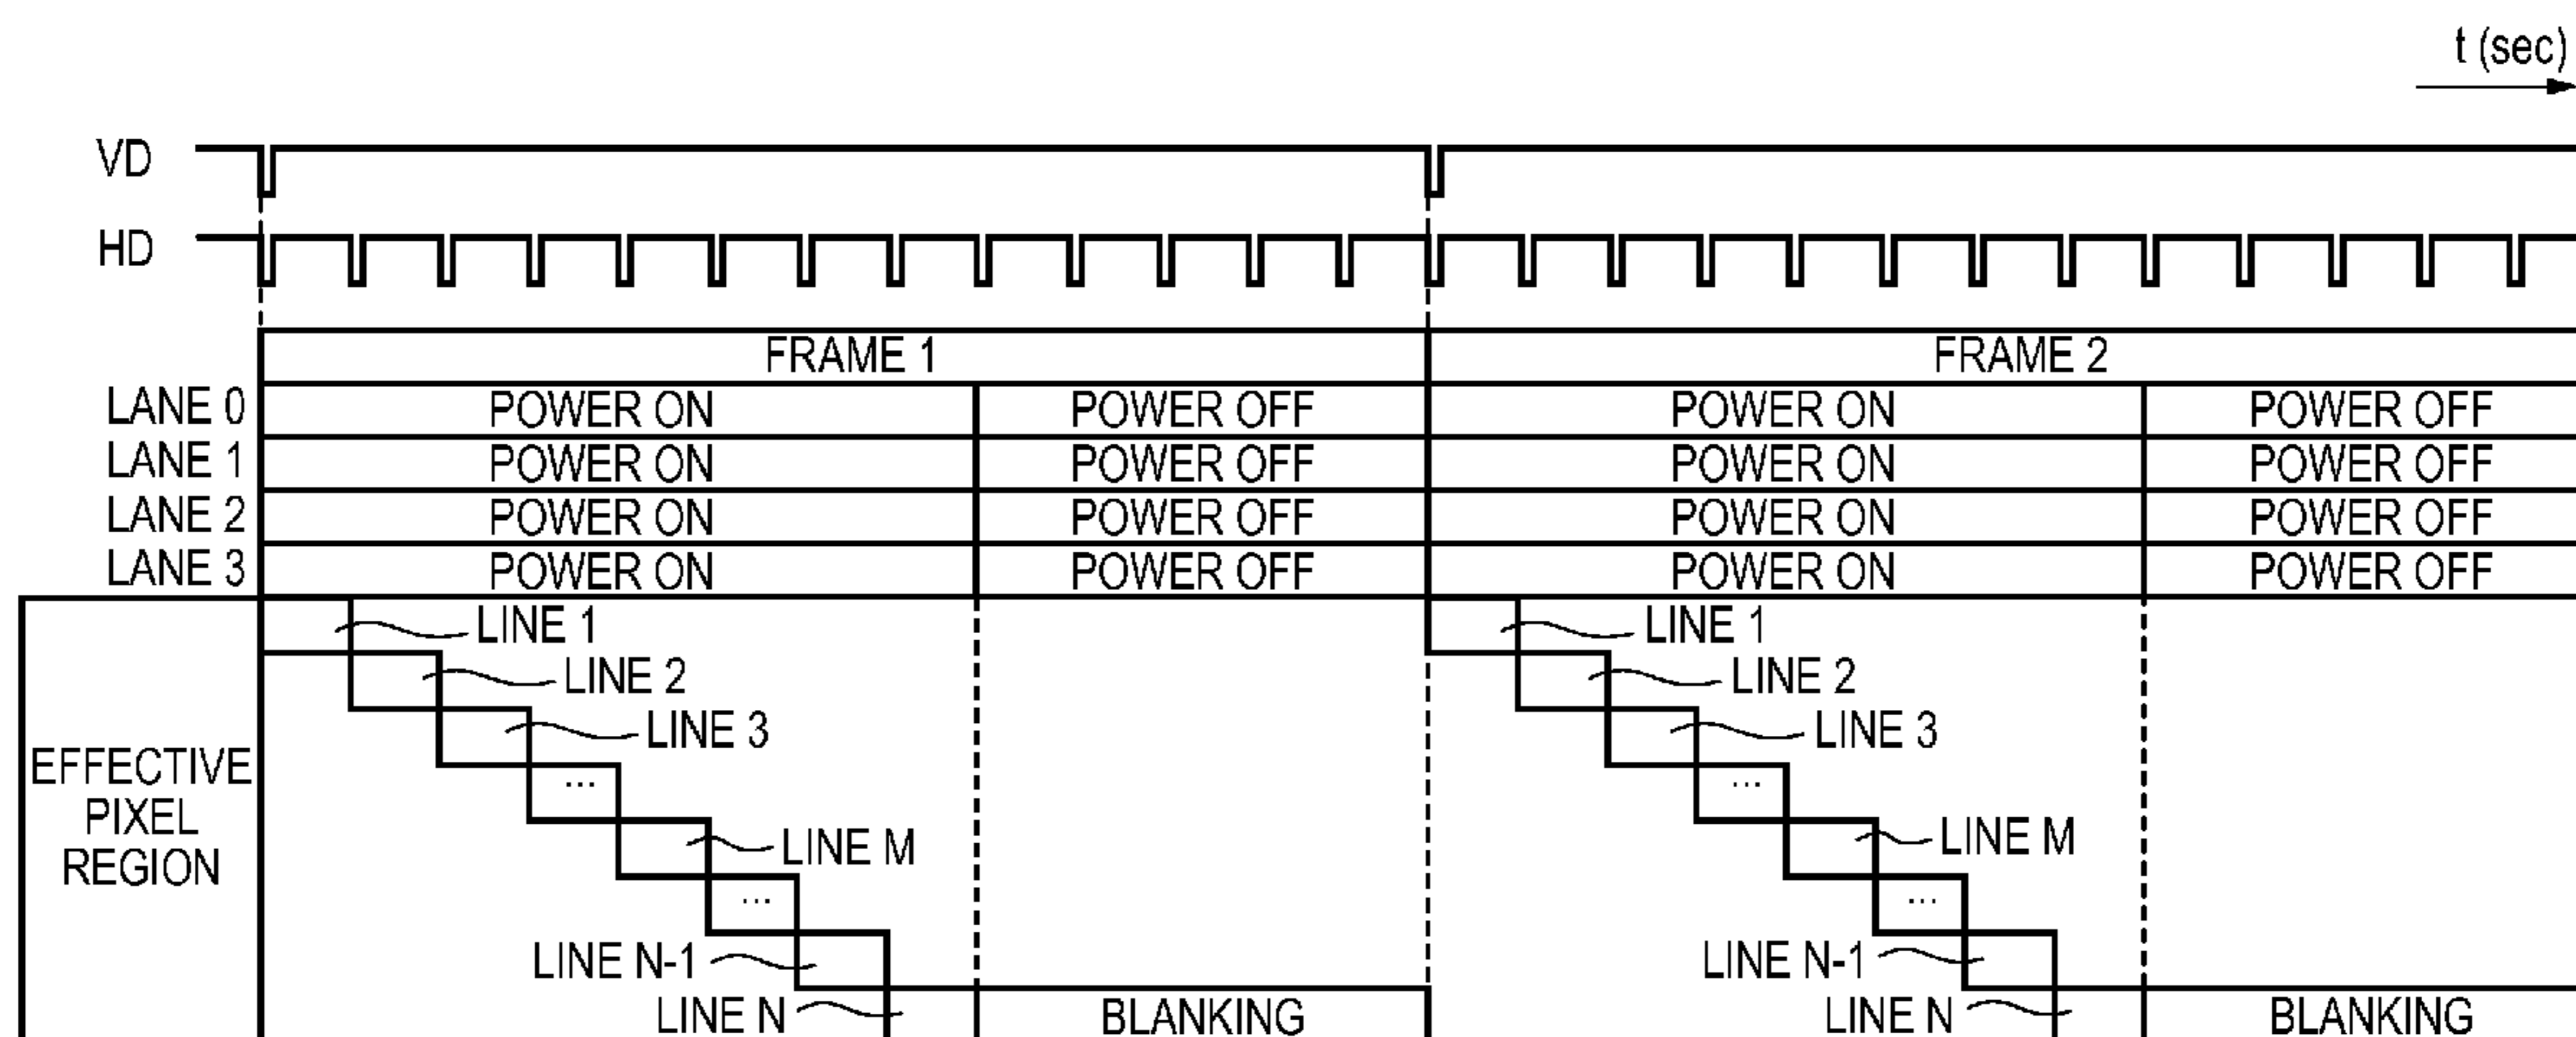 t (sec)
VD
HD
FRAME 1 FRAME 2
LANE 0 POWER ON POWER OFF POWER ON POWER OFF
LANE 1 POWER ON POWER OFF POWER ON POWER OFF
LANE 2 POWER ON POWER OFF POWER ON POWER OFF
LANE 3 POWER ON POWER OFF POWER ON POWER OFF
LINE 1 LINE 1
LINE 2 LINE 2
LINE 3 LINE 3
EFFECTIVE
PIXEL
REGION
... ...
LINE M LINE M
... ...
LINE N-1 LINE N-1
LINE N BLANKING LINE N BLANKING